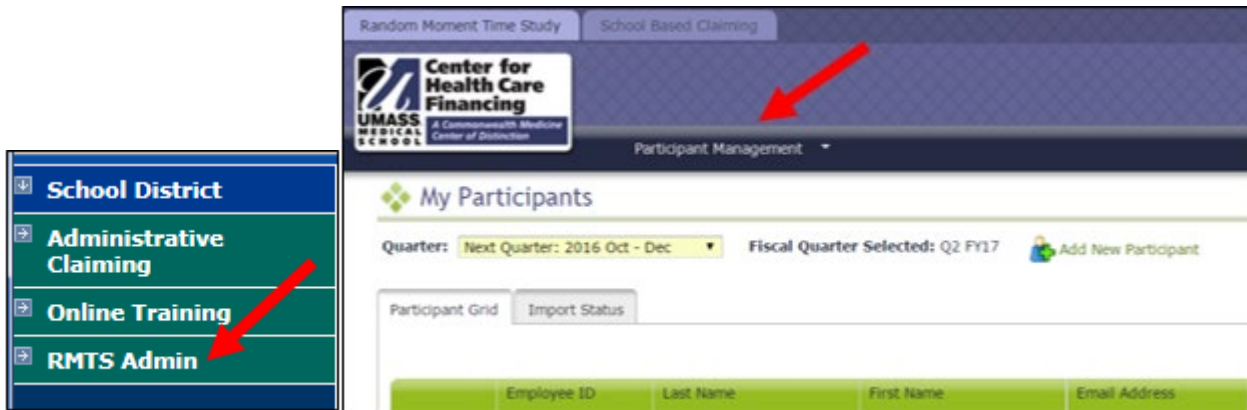 School District
Administrative
Claiming
Online Training
RMTS Admin
Random Moment Time Study School Based Claiming
Center for
Health Care
Financing
UMASS
MEDICAL
SCHOOL
A Commonwealth Medicine
Center of Distinction
Participant Management
My Participants
Quarter: Next Quarter: 2016 Oct - Dec Fiscal Quarter Selected: Q2 FY17 Add New Participant
Participant Grid Import Status
Employee ID Last Name First Name Email Address